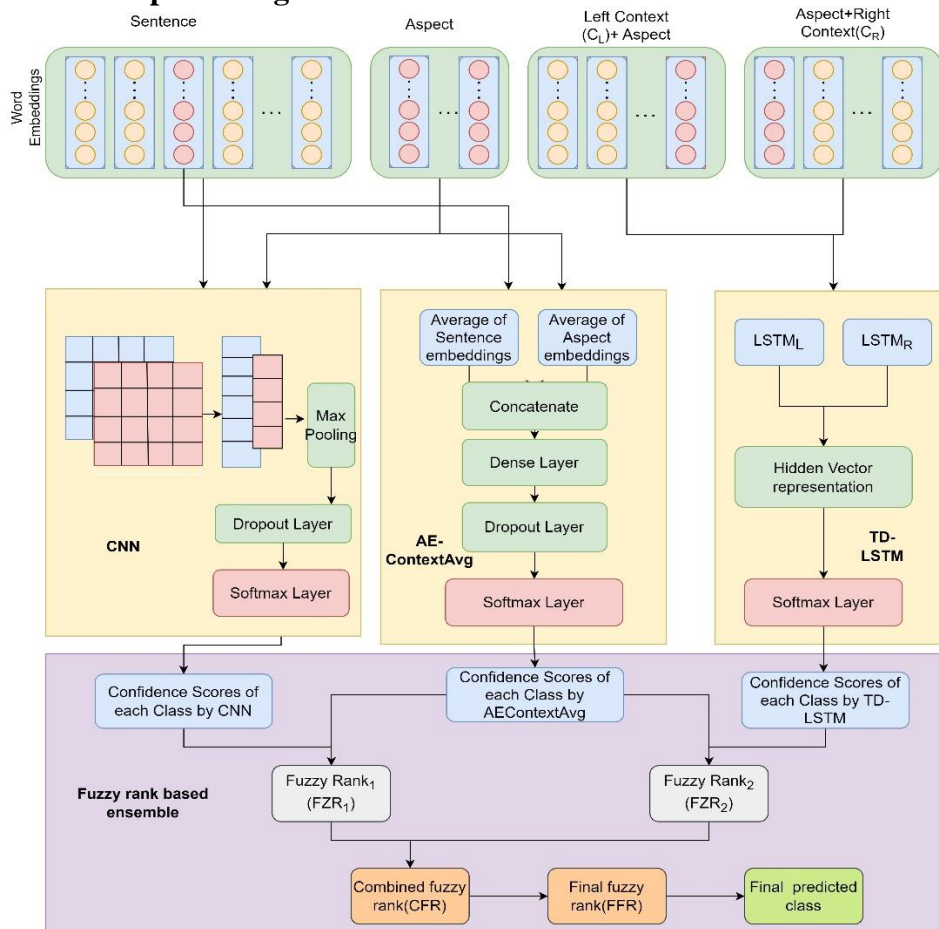 Sentence
Aspect
Left Context
(C_L)+ Aspect
Aspect+Right
Context(C_R)
Word
Embeddings
Average of
Sentence
embeddings
Average of
Aspect
embeddings
LSTM_L
LSTM_R
Max
Pooling
Concatenate
Dense Layer
Hidden Vector
representation
Dropout Layer
Dropout Layer
CNN
AE-
ContextAvg
TD-
LSTM
Softmax Layer
Softmax Layer
Softmax Layer
Confidence Scores of
each Class by CNN
Confidence Scores of
each Class by
AEContextAvg
Confidence Scores of
each Class by TD-
LSTM
Fuzzy rank based
ensemble
Fuzzy Rank₁
(FZR₁)
Fuzzy Rank₂
(FZR₂)
Combined fuzzy
rank(CFR)
Final fuzzy
rank(FFR)
Final predicted
class